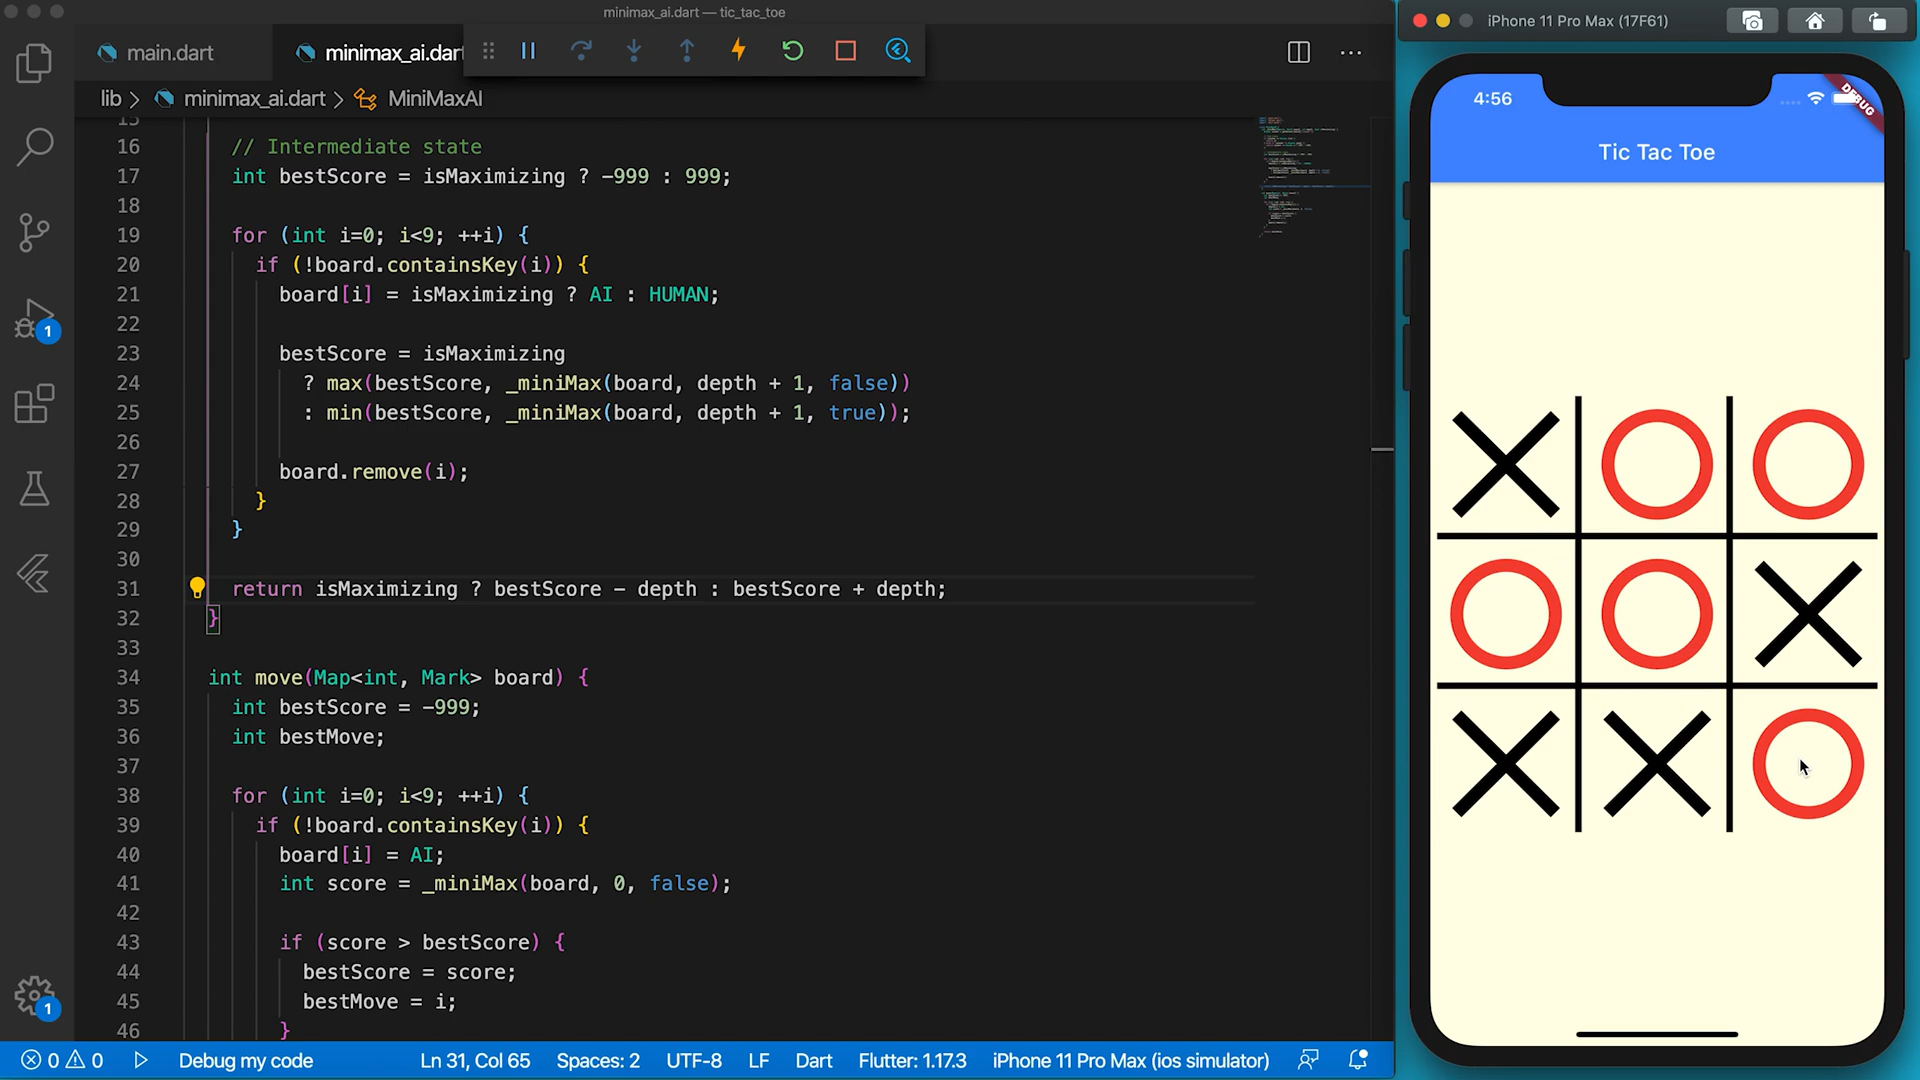 minimax_ai.dart — tic_tac_toe
main.dart
minimax_ai.dart
lib > minimax_ai.dart > MiniMaxAI
15
16 // Intermediate state
17 int bestScore = isMaximizing ? -999 : 999;
18
19 for (int i=0; i<9; ++i) {
20 if (!board.containsKey(i)) {
21 board[i] = isMaximizing ? AI : HUMAN;
22
23 bestScore = isMaximizing
24 ? max(bestScore, _miniMax(board, depth + 1, false))
25 : min(bestScore, _miniMax(board, depth + 1, true));
26
27 board.remove(i);
28 }
29 }
30
31 return isMaximizing ? bestScore - depth : bestScore + depth;
32 }
33
34 int move(Map<int, Mark> board) {
35 int bestScore = -999;
36 int bestMove;
37
38 for (int i=0; i<9; ++i) {
39 if (!board.containsKey(i)) {
40 board[i] = AI;
41 int score = _miniMax(board, 0, false);
42
43 if (score > bestScore) {
44 bestScore = score;
45 bestMove = i;
46 }
1
1
0 0 Debug my code Ln 31, Col 65 Spaces: 2 UTF-8 LF Dart Flutter: 1.17.3 iPhone 11 Pro Max (ios simulator)
iPhone 11 Pro Max (17F61)
4:56
DEBUG
Tic Tac Toe